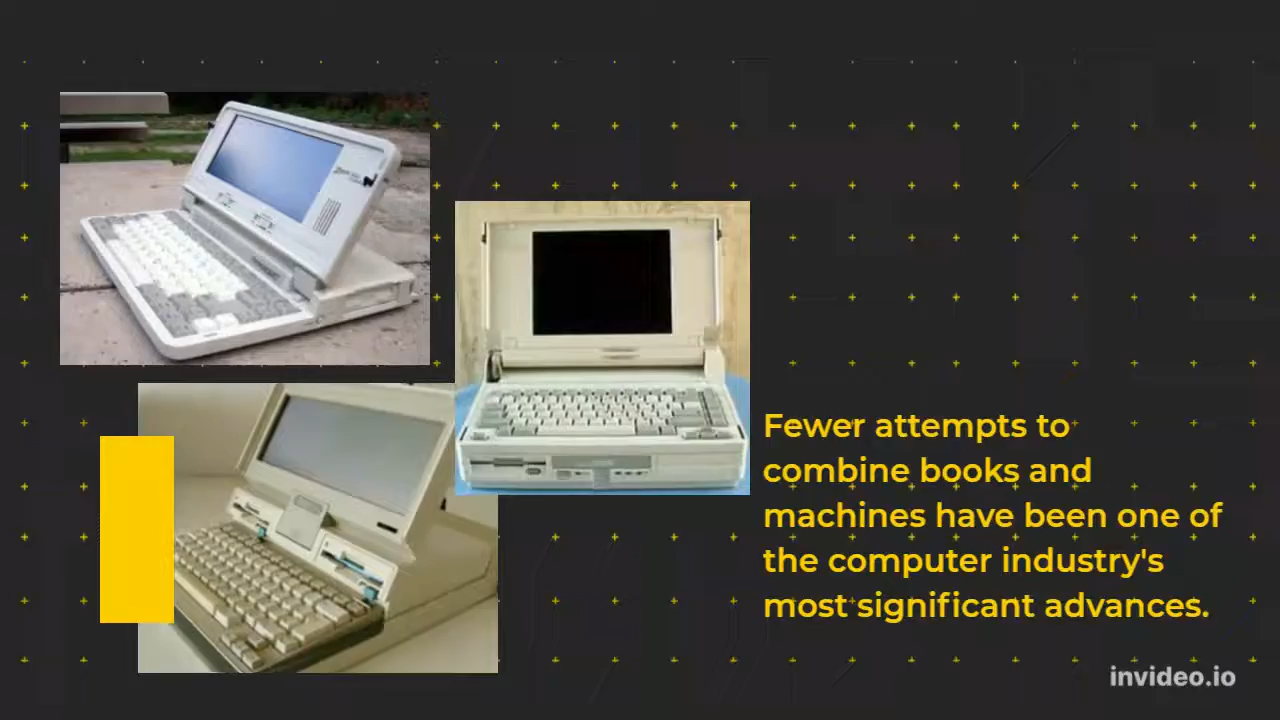 Fewer attempts to
combine books and
machines have been one of
the computer industry's
most significant advances.
invideo.io